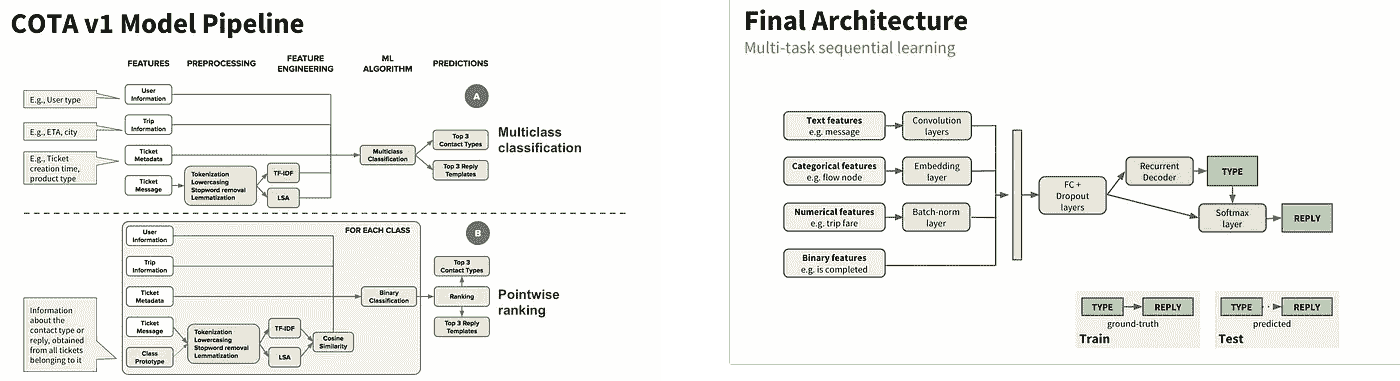 COTA v1 Model Pipeline
FEATURES
PREPROCESSING
FEATURE
ENGINEERING
ML
ALGORITHM
PREDICTIONS
E.g., User type
User
Information
A
E.g., ETA, city
Trip
Information
Top 3
Contact Types
Multiclass
classification
E.g., Ticket
creation time,
product type
Ticket
Metadata
Multiclass
Classification
Top 3 Reply
Templates
Ticket
Message
Tokenization
Lowercasing
Stopword removal
Lemmatization
TF-IDF
LSA
FOR EACH CLASS
B
User
Information
Trip
Information
Top 3
Contact Types
Ticket
Metadata
Binary
Classification
Ranking
Pointwise
ranking
Information
about the
contact type or
reply, obtained
from all tickets
belonging to it
Ticket
Message
Class
Prototype
Tokenization
Lowercasing
Stopword removal
Lemmatization
TF-IDF
LSA
Cosine
Similarity
Top 3 Reply
Templates
Final Architecture
Multi-task sequential learning
Text features
e.g. message
Convolution
layers
Categorical features
e.g. flow node
Embedding
layer
Numerical features
e.g. trip fare
Batch-norm
layer
Binary features
e.g. is completed
FC +
Dropout
layers
Recurrent
Decoder
TYPE
Softmax
layer
REPLY
TYPE
REPLY
ground-truth
Train
TYPE
REPLY
predicted
Test